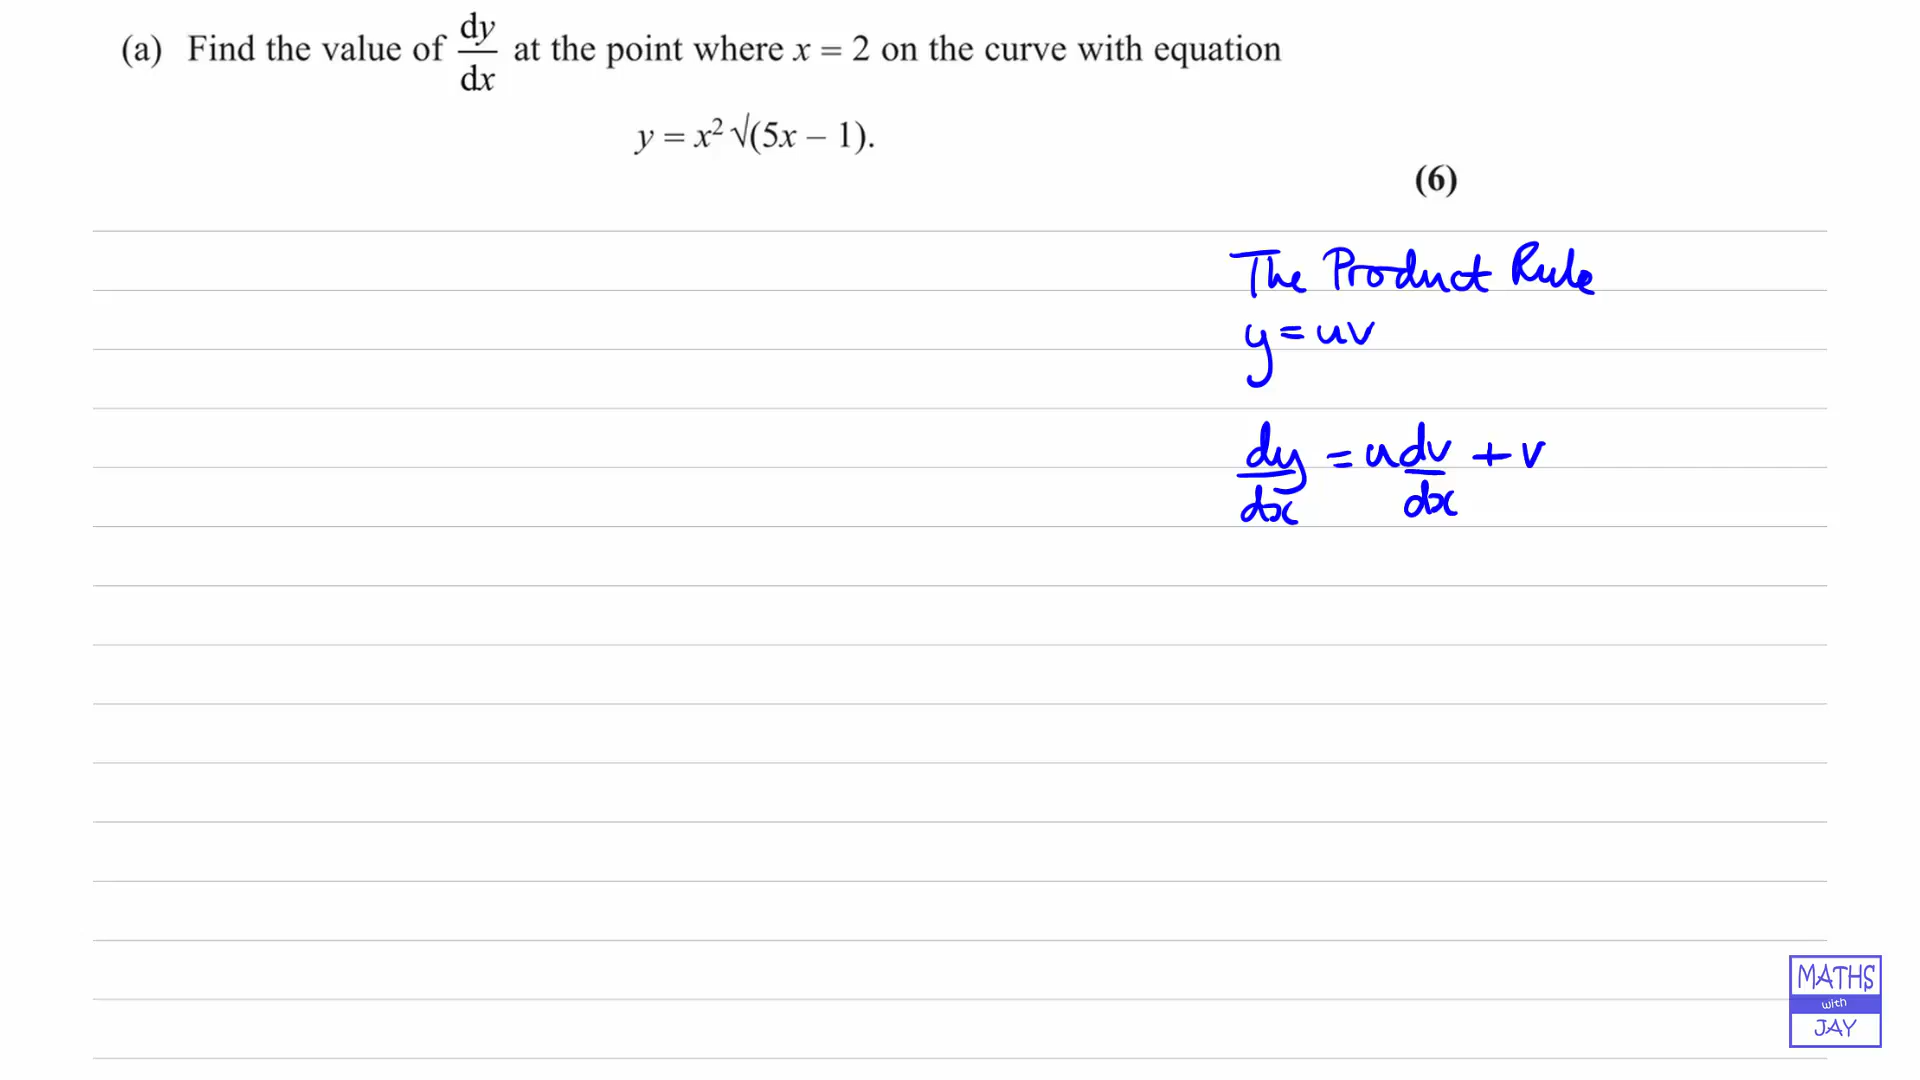 (a) Find the value of dy/dx at the point where x = 2 on the curve with equation
y = x² √(5x − 1).
(6)
The Product Rule
y = uv
dy/dx = u dv/dx + v
MATHS
with
JAY